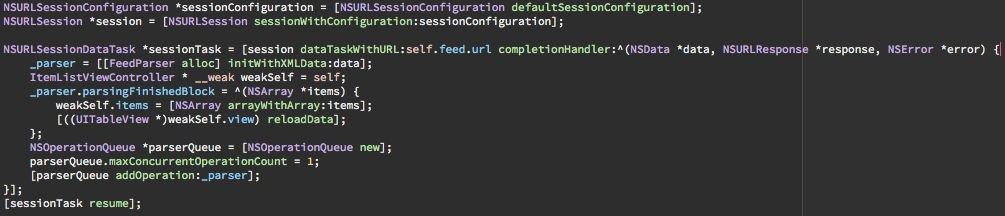 NSURLSessionConfiguration *sessionConfiguration = [NSURLSessionConfiguration defaultSessionConfiguration];
NSURLSession *session = [NSURLSession sessionWithConfiguration:sessionConfiguration];

NSURLSessionDataTask *sessionTask = [session dataTaskWithURL:self.feed.url completionHandler:^(NSData *data, NSURLResponse *response, NSError *error) {
    _parser = [[FeedParser alloc] initWithXMLData:data];
    ItemListViewController * __weak weakSelf = self;
    _parser.parsingFinishedBlock = ^(NSArray *items) {
        weakSelf.items = [NSArray arrayWithArray:items];
        [((UITableView *)weakSelf.view) reloadData];
    };
    NSOperationQueue *parserQueue = [NSOperationQueue new];
    parserQueue.maxConcurrentOperationCount = 1;
    [parserQueue addOperation:_parser];
}];
[sessionTask resume];